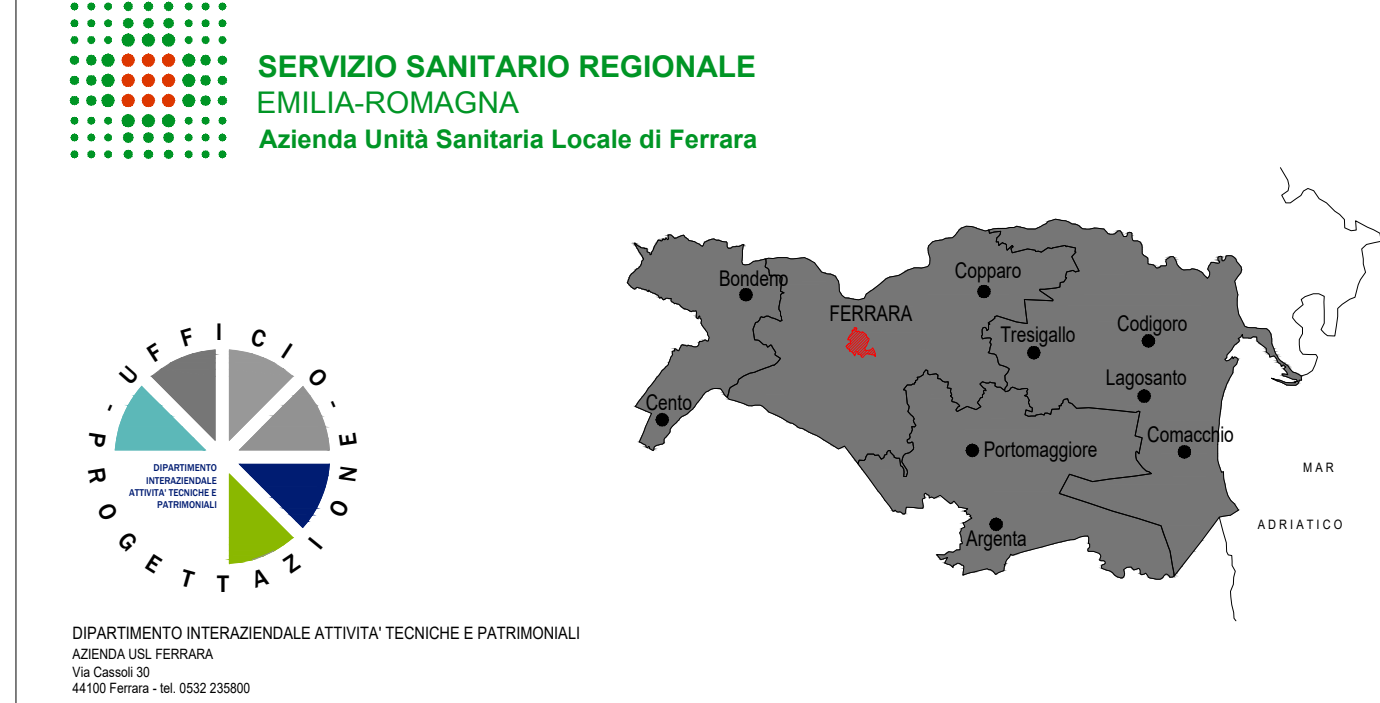 SERVIZIO SANITARIO REGIONALE
EMILIA-ROMAGNA
Azienda Unità Sanitaria Locale di Ferrara
Bondeno
Copparo
FERRARA
Tresigallo
Codigoro
Lagosanto
Cento
Comacchio
Portomaggiore
Argenta
MAR
ADRIATICO
UFFICIO-PROGETTAZIONE-
DIPARTIMENTO
INTERAZIENDALE
ATTIVITA' TECNICHE E
PATRIMONIALI
DIPARTIMENTO INTERAZIENDALE ATTIVITA' TECNICHE E PATRIMONIALI
AZIENDA USL FERRARA
Via Cassoli 30
44100 Ferrara - tel. 0532 235800